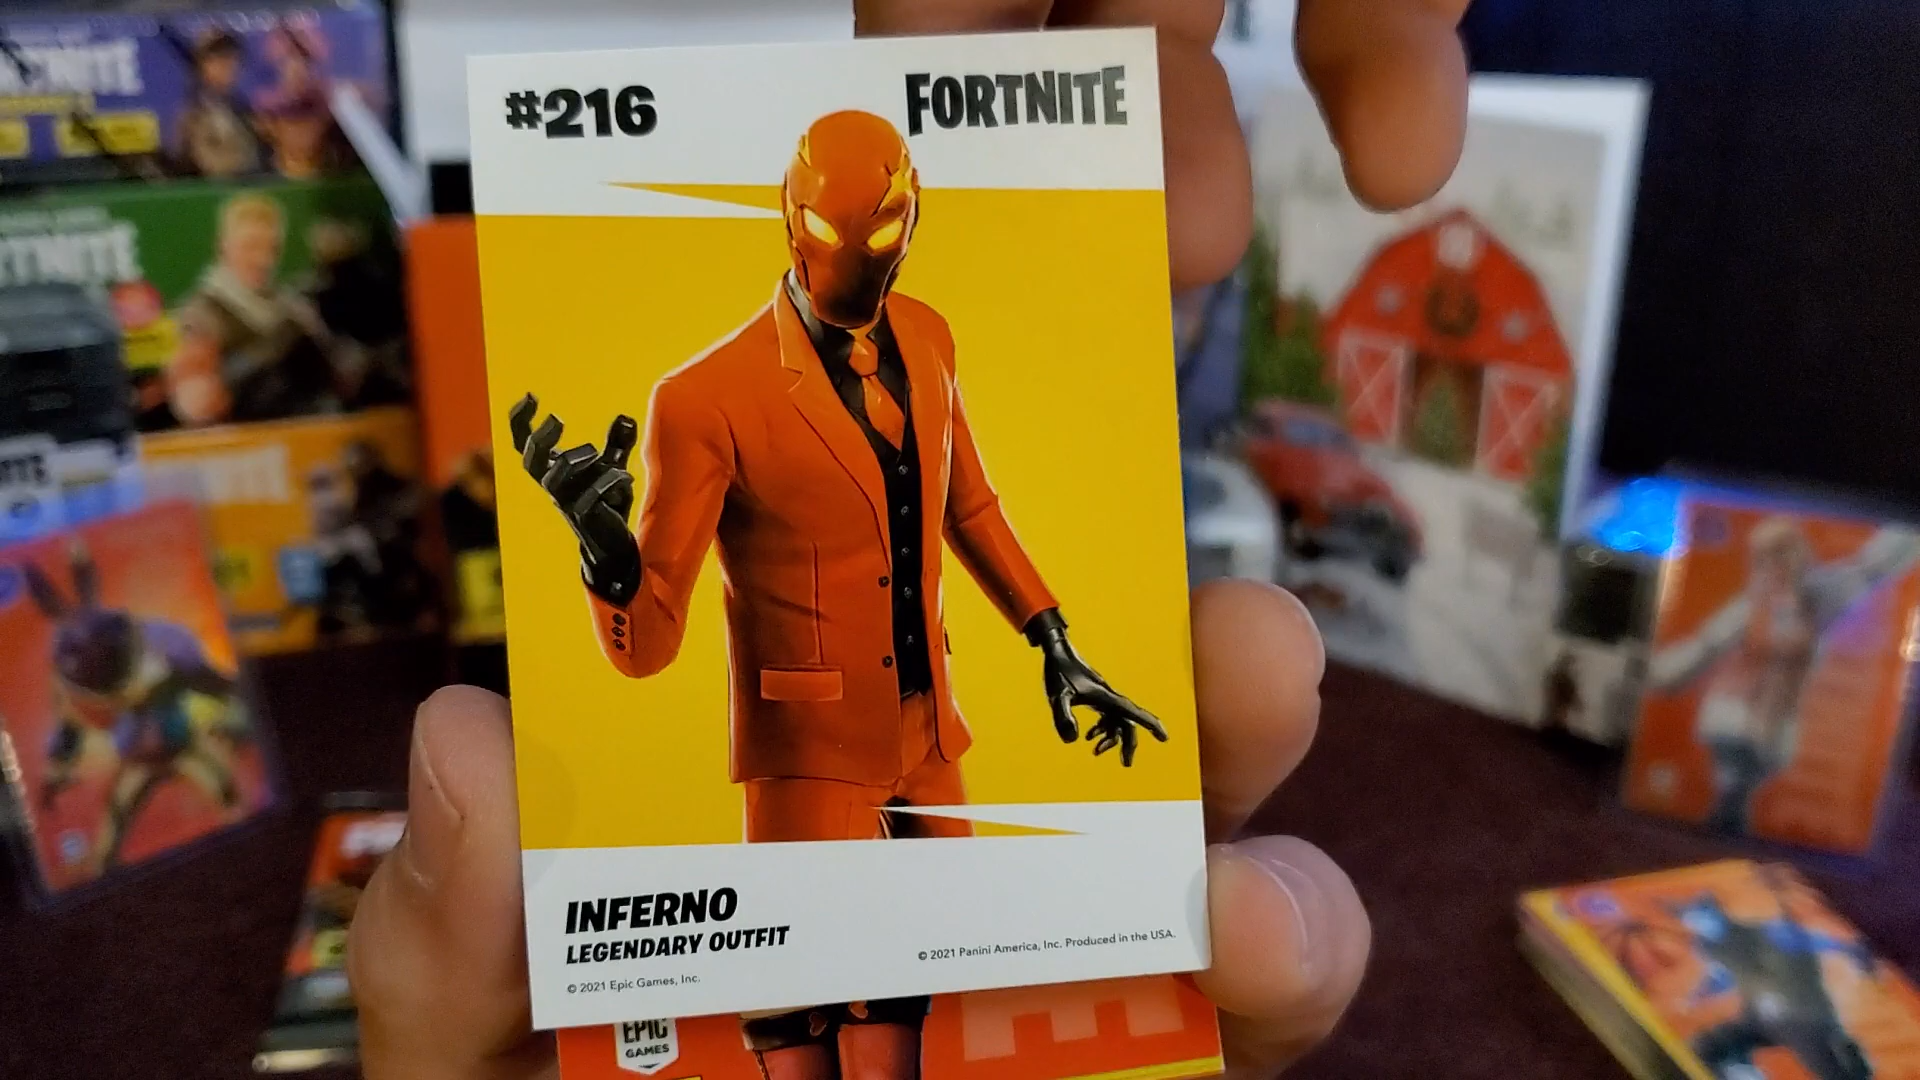 #216
FORTNITE
INFERNO
LEGENDARY OUTFIT
© 2021 Epic Games, Inc.
© 2021 Panini America, Inc. Produced in the USA.
EPIC
GAMES